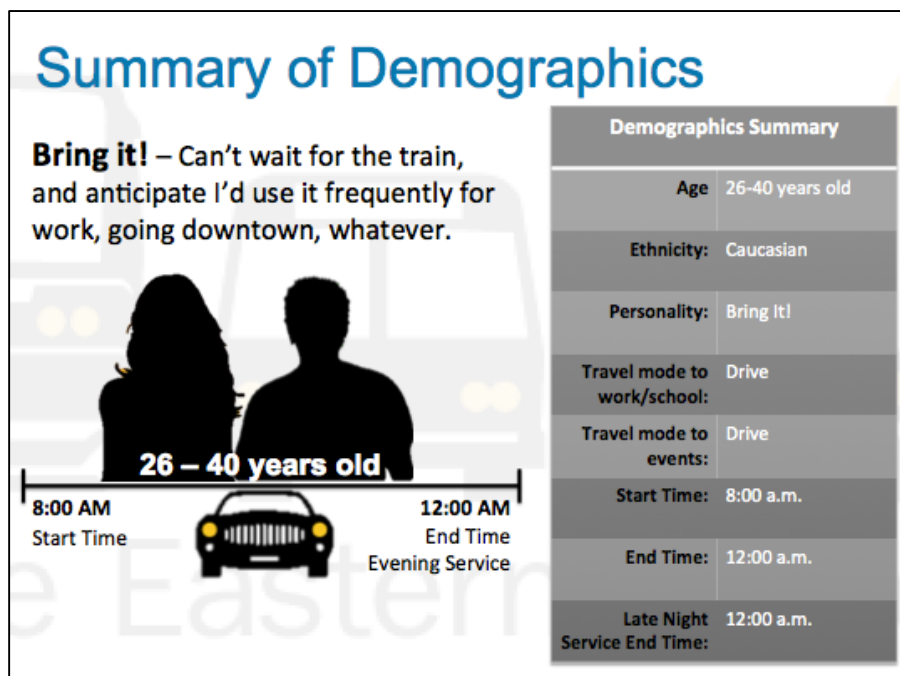 Summary of Demographics
Bring it! – Can't wait for the train,
and anticipate I'd use it frequently for
work, going downtown, whatever.
26 – 40 years old
8:00 AM
Start Time
12:00 AM
End Time
Evening Service
Demographics Summary
Age 26-40 years old
Ethnicity: Caucasian
Personality: Bring It!
Travel mode to Drive
work/school:
Travel mode to Drive
events:
Start Time: 8:00 a.m.
End Time: 12:00 a.m.
Late Night 12:00 a.m.
Service End Time:
e Eastern